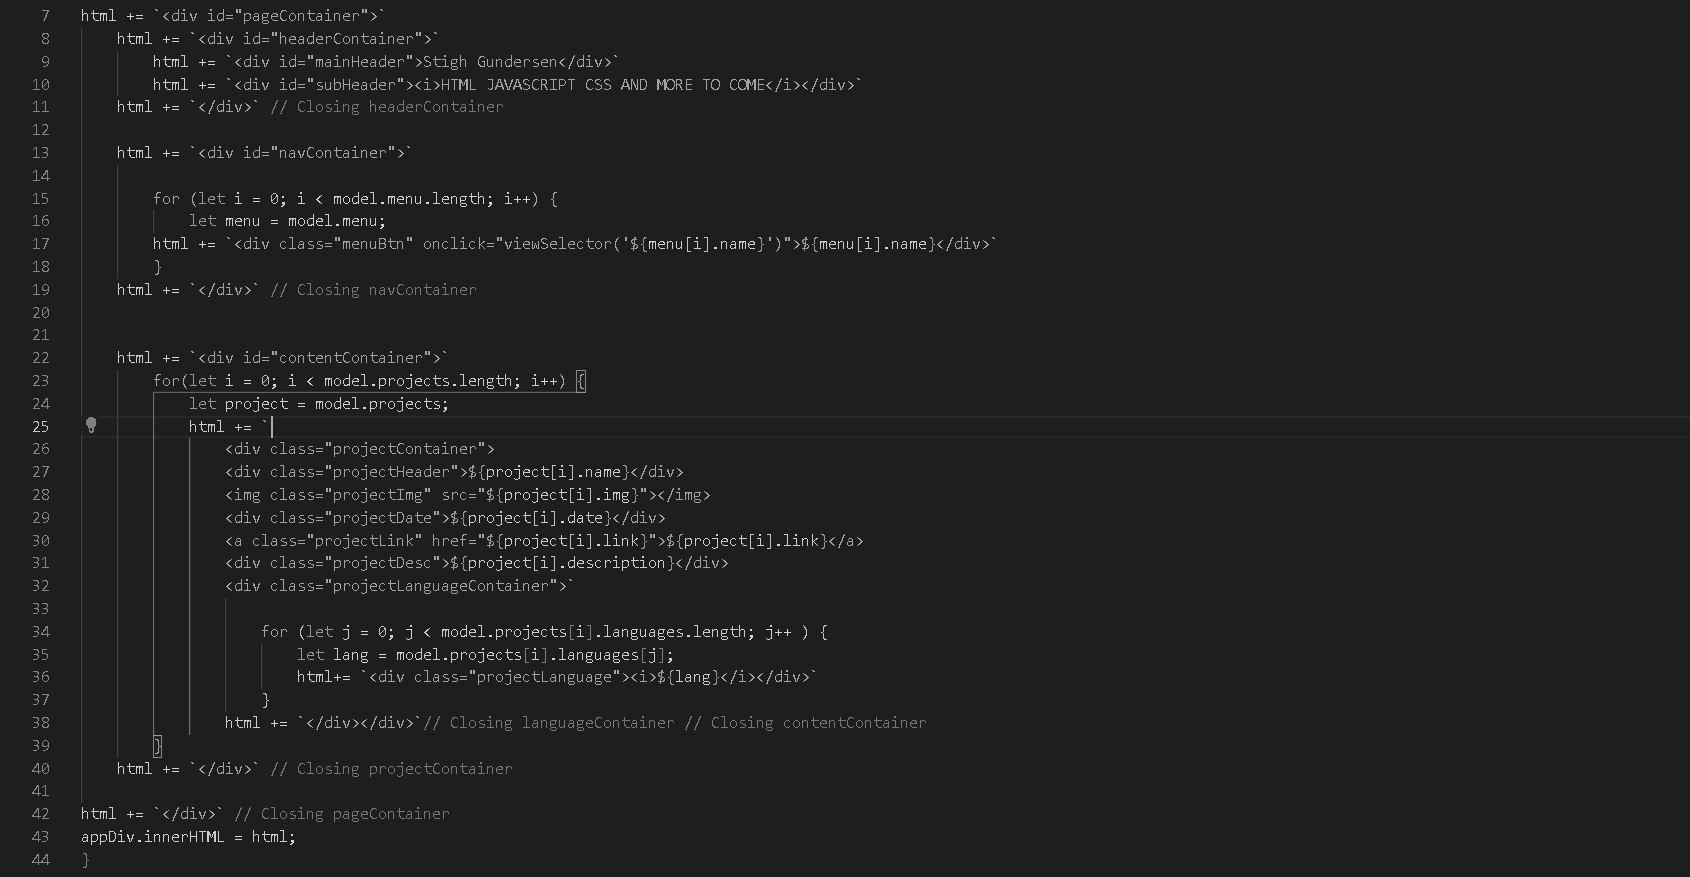 7 html += `<div id="pageContainer">`
8 html += `<div id="headerContainer">`
9 html += `<div id="mainHeader">Stigh Gundersen</div>`
10 html += `<div id="subHeader"><i>HTML JAVASCRIPT CSS AND MORE TO COME</i></div>`
11 html += `</div>` // Closing headerContainer
12
13 html += `<div id="navContainer">`
14
15 for (let i = 0; i < model.menu.length; i++) {
16 let menu = model.menu;
17 html += `<div class="menuBtn" onclick="viewSelector('${menu[i].name}')">${menu[i].name}</div>`
18 }
19 html += `</div>` // Closing navContainer
20
21
22 html += `<div id="contentContainer">`
23 for(let i = 0; i < model.projects.length; i++) {
24 let project = model.projects;
25 html += `
26 <div class="projectContainer">
27 <div class="projectHeader">${project[i].name}</div>
28 <img class="projectImg" src="${project[i].img}"></img>
29 <div class="projectDate">${project[i].date}</div>
30 <a class="projectLink" href="${project[i].link}">${project[i].link}</a>
31 <div class="projectDesc">${project[i].description}</div>
32 <div class="projectLanguageContainer">`
33
34 for (let j = 0; j < model.projects[i].languages.length; j++ ) {
35 let lang = model.projects[i].languages[j];
36 html+= `<div class="projectLanguage"><i>${lang}</i></div>`
37 }
38 html += `</div></div>`// Closing languageContainer // Closing contentContainer
39 }
40 html += `</div>` // Closing projectContainer
41
42 html += `</div>` // Closing pageContainer
43 appDiv.innerHTML = html;
44 }